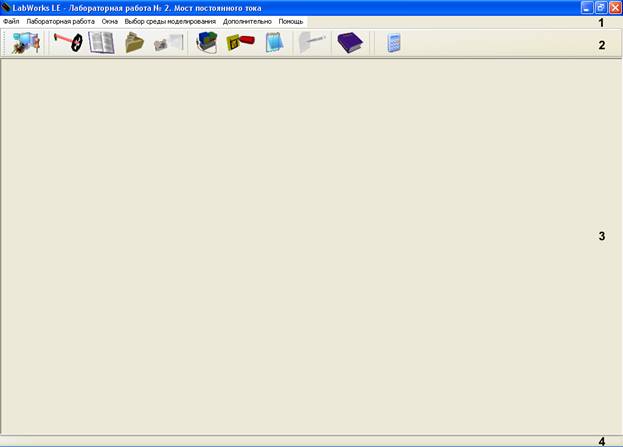 LabWorks LE - Лабораторная работа № 2. Мост постоянного тока
Файл Лабораторная работа Окна Выбор среды моделирования Дополнительно Помощь 1
2
3
4